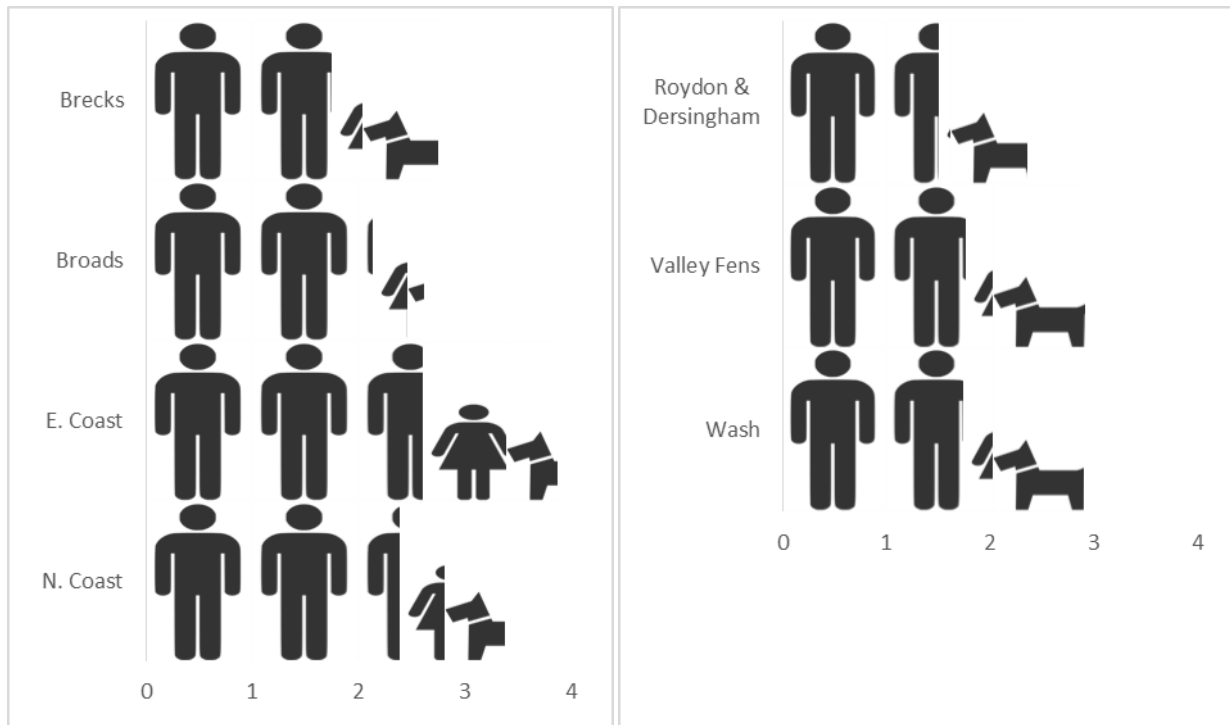 Brecks
Broads
E. Coast
N. Coast
0 1 2 3 4
Roydon &
Dersingham
Valley Fens
Wash
0 1 2 3 4